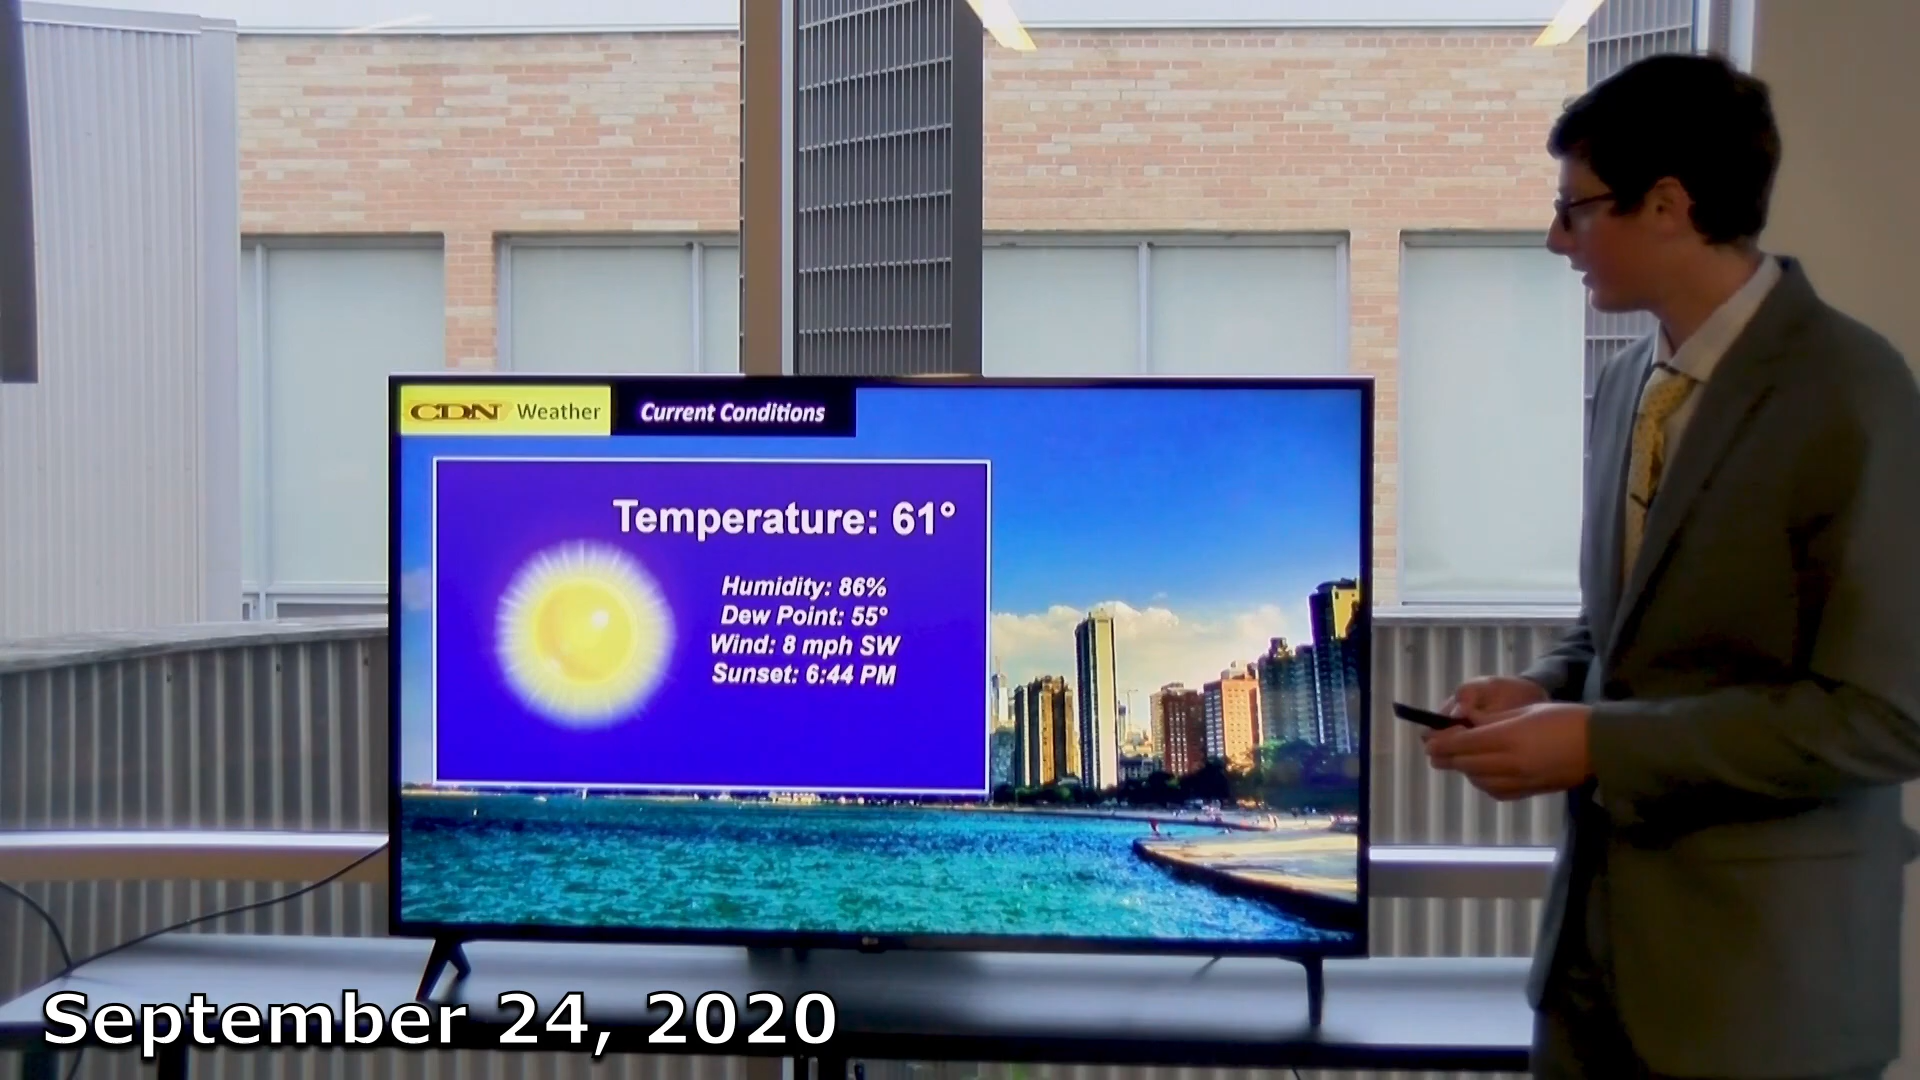 CDN Weather
Current Conditions
Temperature: 61°
Humidity: 86%
Dew Point: 55°
Wind: 8 mph SW
Sunset: 6:44 PM
LG
September 24, 2020